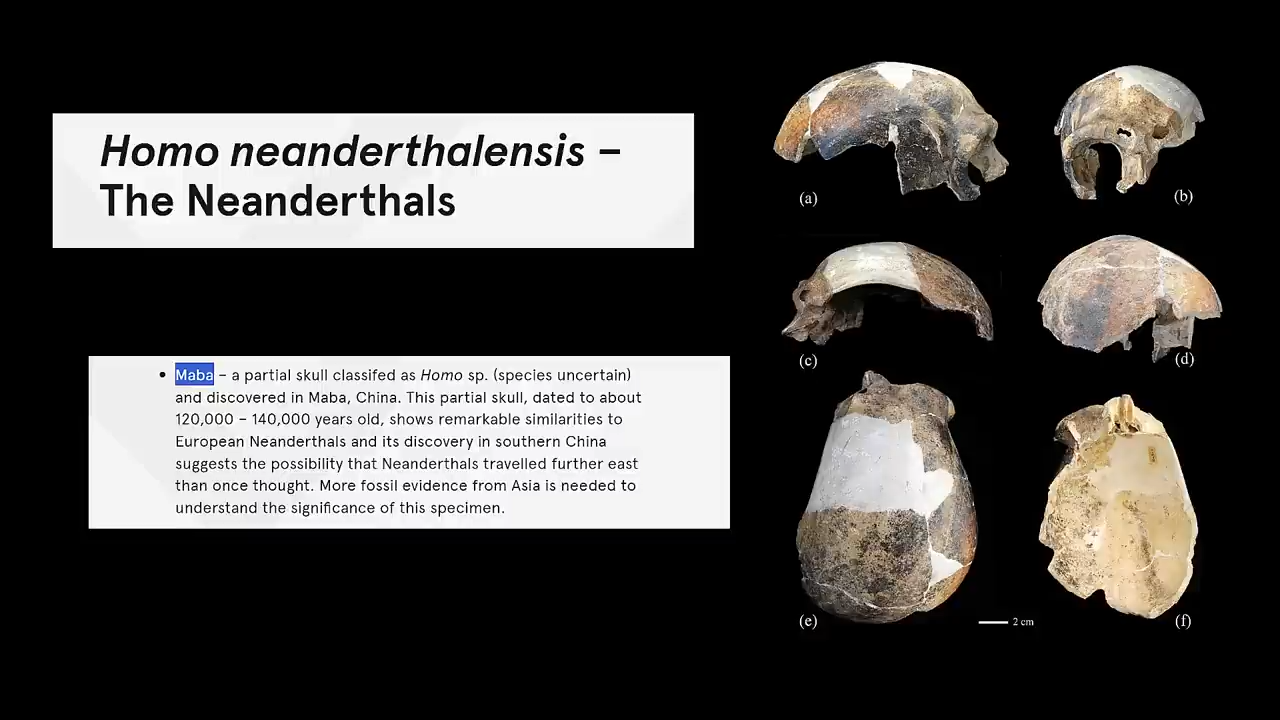 Homo neanderthalensis –
The Neanderthals
• Maba – a partial skull classifed as Homo sp. (species uncertain)
and discovered in Maba, China. This partial skull, dated to about
120,000 – 140,000 years old, shows remarkable similarities to
European Neanderthals and its discovery in southern China
suggests the possibility that Neanderthals travelled further east
than once thought. More fossil evidence from Asia is needed to
understand the significance of this specimen.
(a)
(b)
(c)
(d)
(e)
2 cm
(f)